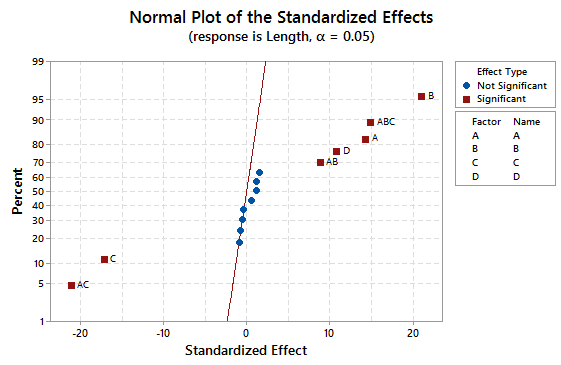 Normal Plot of the Standardized Effects
(response is Length, α = 0.05)
99
95
90
80
70
60
50
40
30
20
10
5
1
Percent
B
ABC
A
D
AB
C
AC
-20
-10
0
10
20
Standardized Effect
Effect Type
Not Significant
Significant
Factor Name
A A
B B
C C
D D